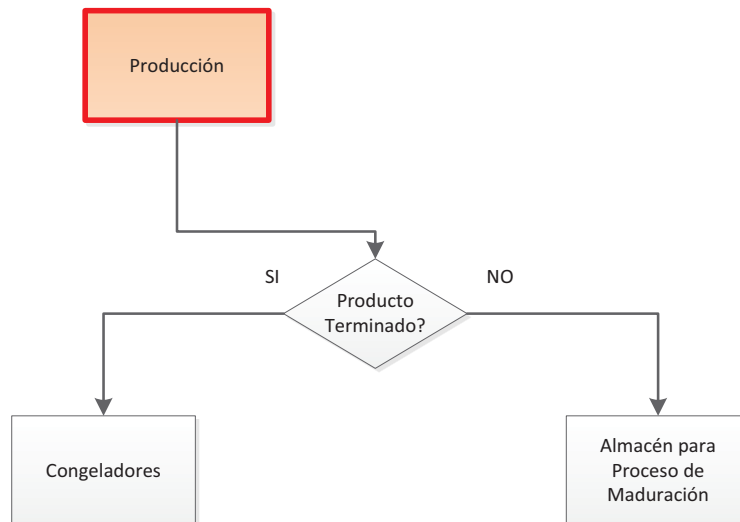 Producción
SI
NO
Producto
Terminado?
Congeladores
Almacén para
Proceso de
Maduración